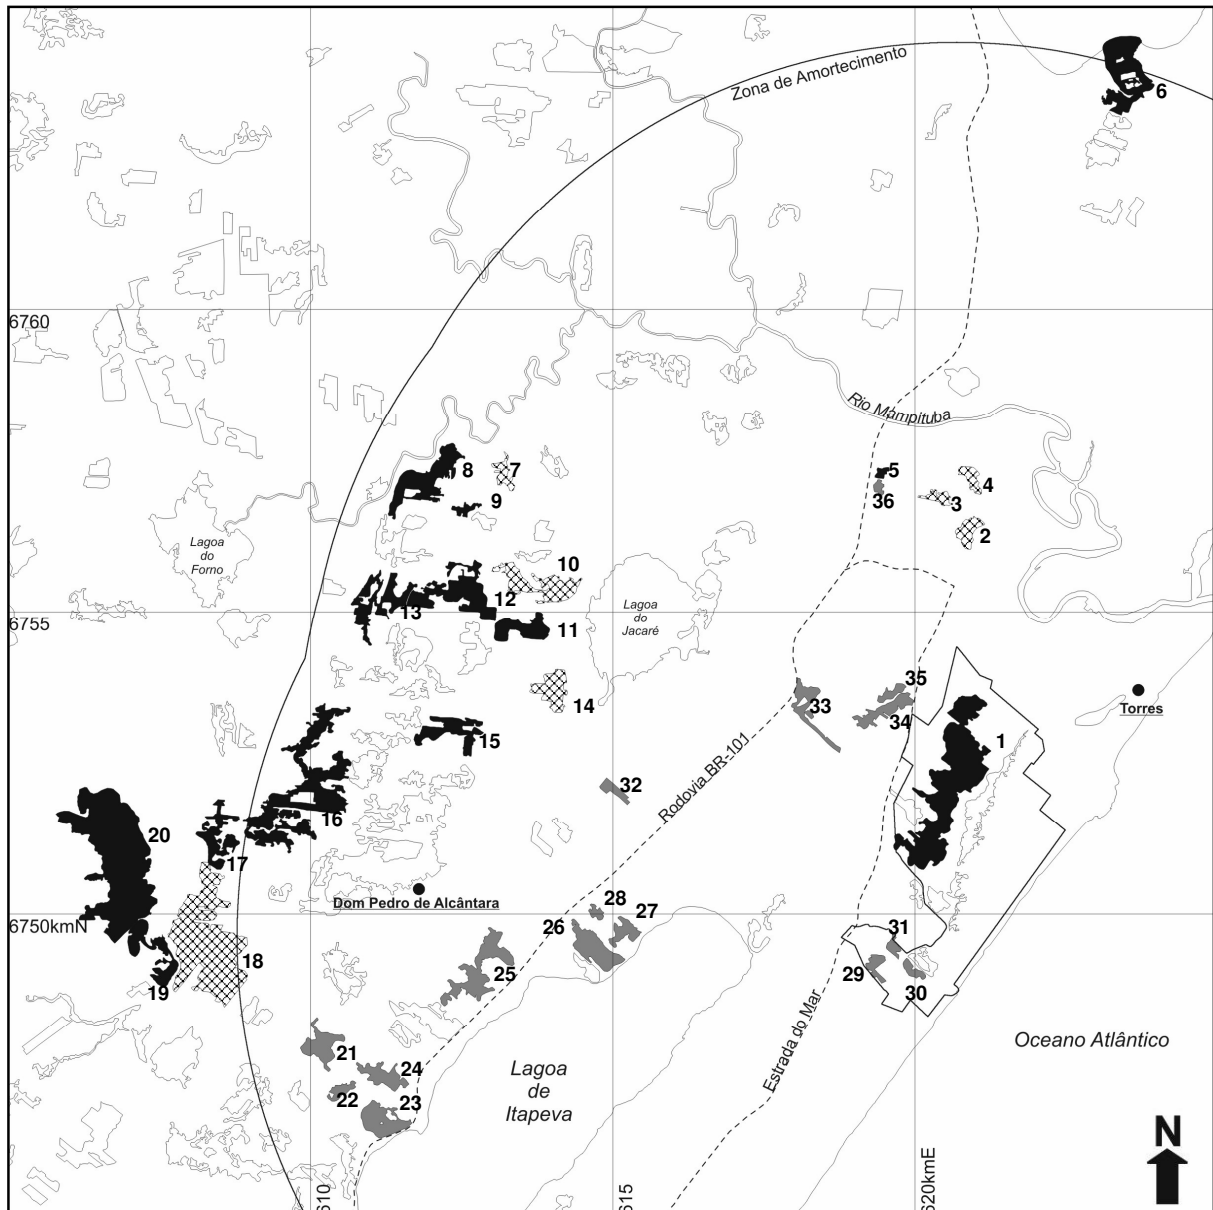 Zona de Amortecimento
6
6760
Rio Mampituba
8
7
5
4
9
36
3
2
Lagoa
do
Forno
10
12
13
Lagoa
do
Jacaré
6755
11
14
35
33
34
Torres
15
1
Rodovia BR-101
32
16
20
17
Dom Pedro de Alcântara
28
27
26
6750kmN
31
18
25
29
30
19
Estrada do Mar
Oceano Atlântico
21
24
Lagoa
de
Itapeva
22
23
N
610
615
620kmE